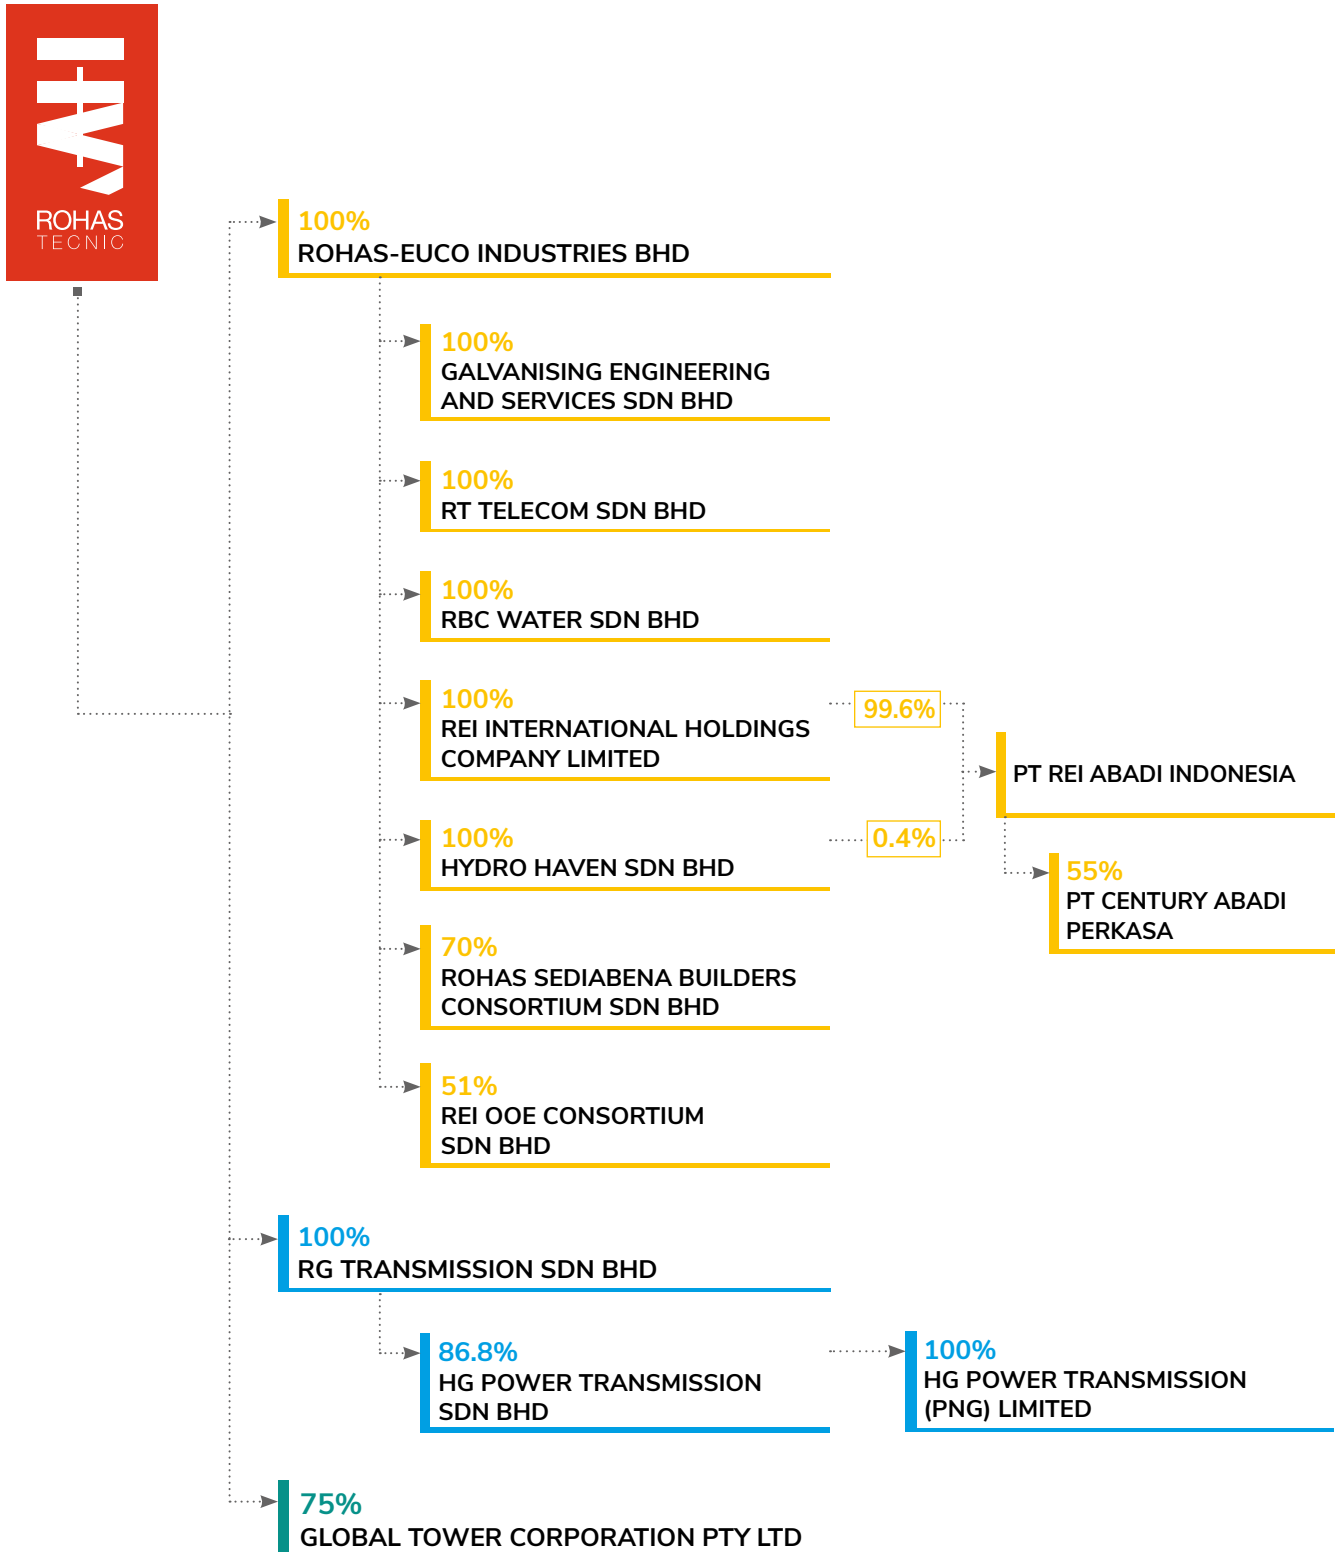 ROHAS
TECNIC
100%
ROHAS-EUCO INDUSTRIES BHD
100%
GALVANISING ENGINEERING
AND SERVICES SDN BHD
100%
RT TELECOM SDN BHD
100%
RBC WATER SDN BHD
100%
REI INTERNATIONAL HOLDINGS
COMPANY LIMITED
99.6%
PT REI ABADI INDONESIA
100%
HYDRO HAVEN SDN BHD
0.4%
55%
PT CENTURY ABADI
PERKASA
70%
ROHAS SEDIABENA BUILDERS
CONSORTIUM SDN BHD
51%
REI OOE CONSORTIUM
SDN BHD
100%
RG TRANSMISSION SDN BHD
86.8%
HG POWER TRANSMISSION
SDN BHD
100%
HG POWER TRANSMISSION
(PNG) LIMITED
75%
GLOBAL TOWER CORPORATION PTY LTD